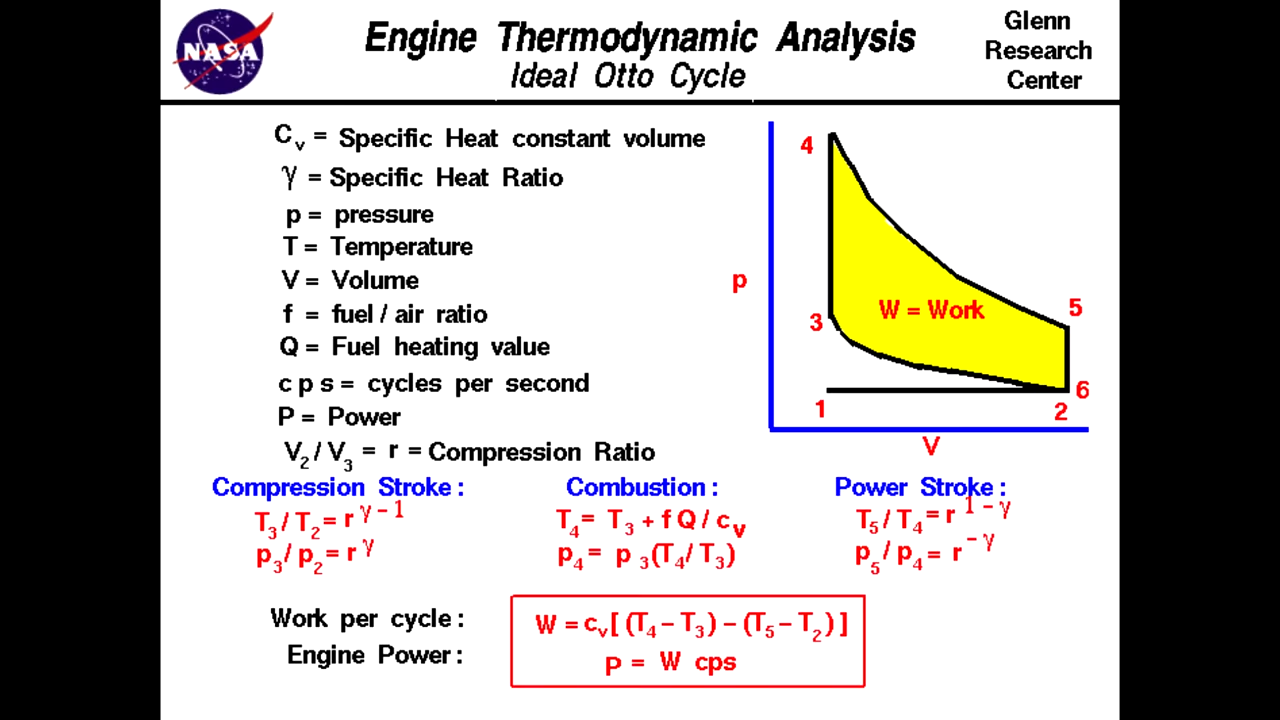 NASA
Engine Thermodynamic Analysis
Ideal Otto Cycle
Glenn
Research
Center
Cv = Specific Heat constant volume
γ = Specific Heat Ratio
p = pressure
T = Temperature
V = Volume
f = fuel / air ratio
Q = Fuel heating value
c p s = cycles per second
P = Power
V2 / V3 = r = Compression Ratio
4
p
5
W = Work
3
6
1
2
V
Compression Stroke :
T3 / T2 = r^γ – 1
p3 / p2 = r^γ
Combustion :
T4 = T3 + f Q / cv
p4 = p3 (T4 / T3)
Power Stroke :
T5 / T4 = r^1 – γ
p5 / p4 = r^– γ
Work per cycle :
W = cv [ (T4 – T3) – (T5 – T2) ]
Engine Power :
P = W cps